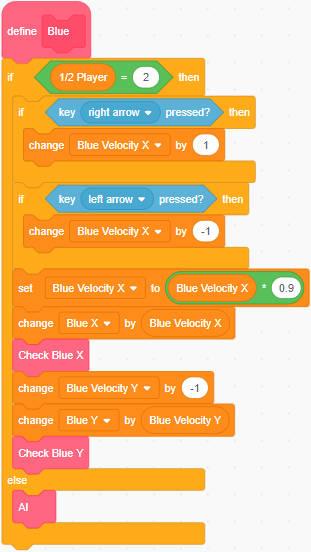 define Blue
if 1/2 Player = 2 then
if key right arrow pressed? then
change Blue Velocity X by 1
if key left arrow pressed? then
change Blue Velocity X by -1
set Blue Velocity X to Blue Velocity X * 0.9
change Blue X by Blue Velocity X
Check Blue X
change Blue Velocity Y by -1
change Blue Y by Blue Velocity Y
Check Blue Y
else
AI